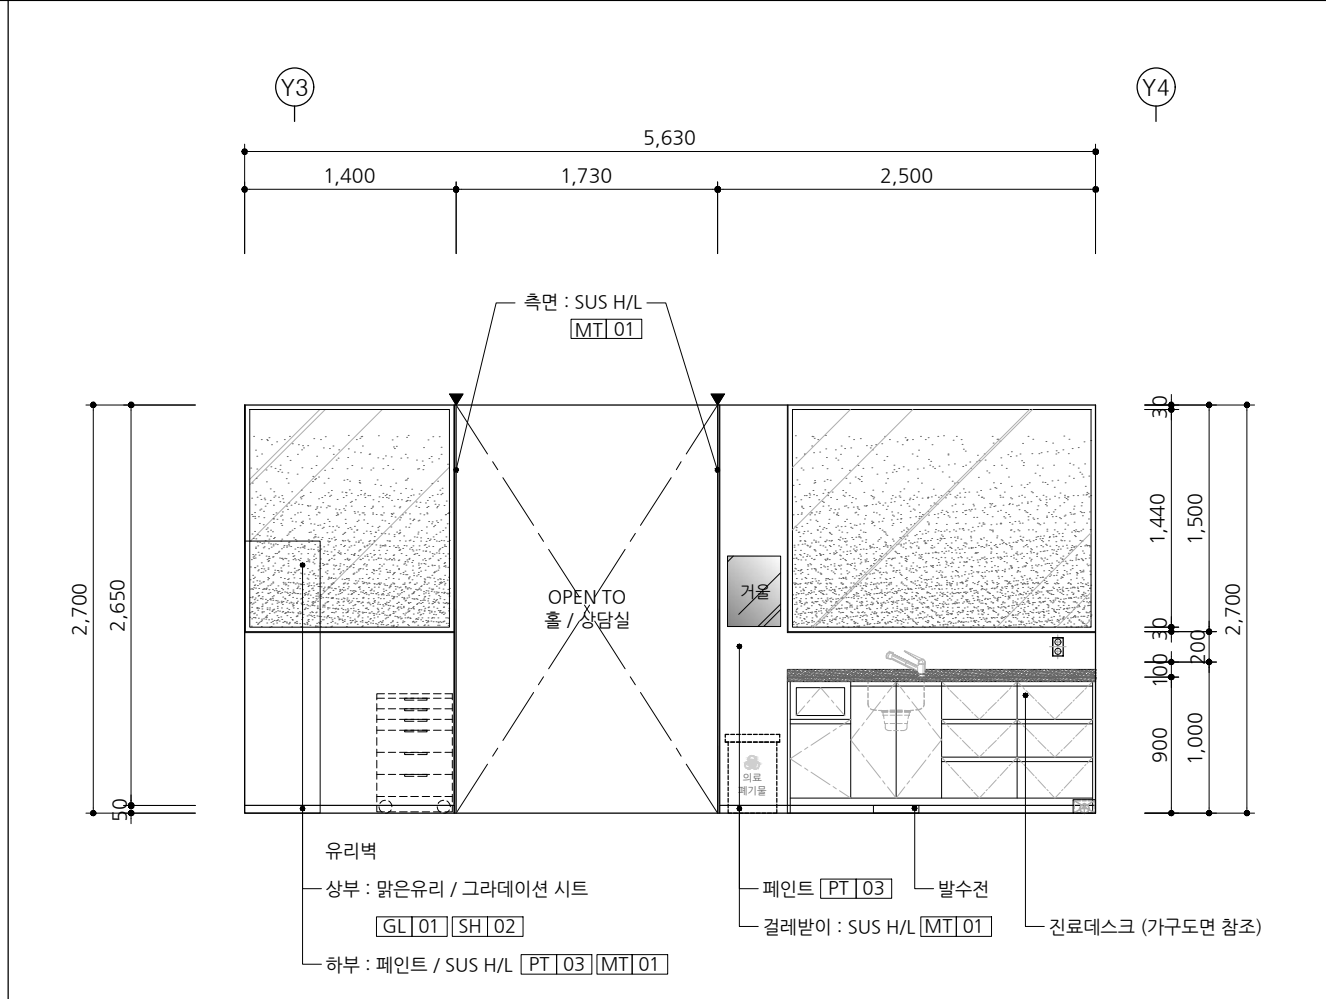 Y3
Y4
5,630
1,400
1,730
2,500
측면 : SUS H/L
MT 01
30
1,440
1,500
30
200
100
2,700
900
1,000
2,700
2,650
50
거울
OPEN TO
홀 / 상담실
의료
폐기물
유리벽
상부 : 맑은유리 / 그라데이션 시트
GL 01 SH 02
하부 : 페인트 / SUS H/L PT 03 MT 01
페인트 PT 03
걸레받이 : SUS H/L MT 01
발수전
진료데스크 (가구도면 참조)